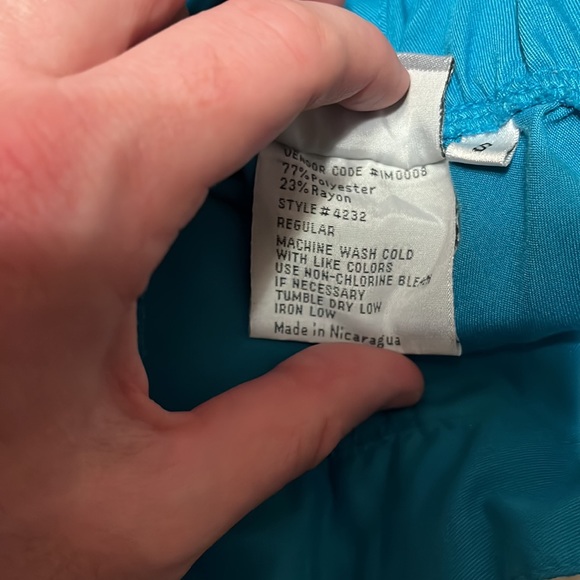 VENDOR CODE #IM0008
77% Polyester
23% Rayon
STYLE# 4232
REGULAR
MACHINE WASH COLD
WITH LIKE COLORS
USE NON-CHLORINE BLEACH
IF NECESSARY
TUMBLE DRY LOW
IRON LOW
Made in Nicaragua